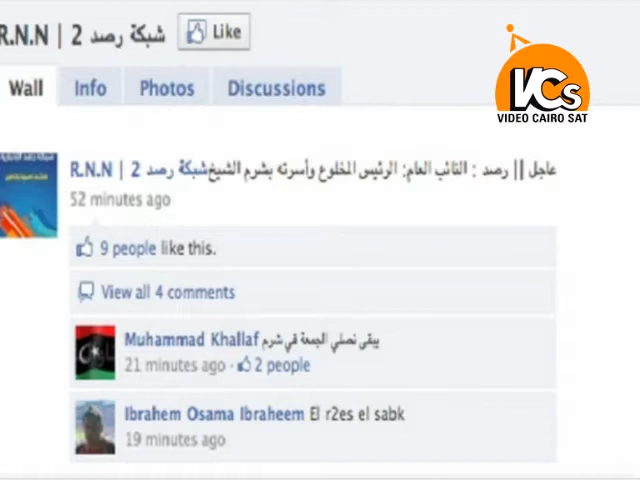 R.N.N | شبكة رصد 2
Like
VCs
VIDEO CAIRO SAT
Wall
Info
Photos
Discussions
R.N.N | شبكة رصد 2 عاجل || رصد : النائب العام: الرئيس المخلوع وأسرته بشرم الشيخ
52 minutes ago
9 people like this.
View all 4 comments
Muhammad Khallaf يبقى نصلي الجمعة في شرم
21 minutes ago · 2 people
Ibrahem Osama Ibraheem El r2es el sabk
19 minutes ago